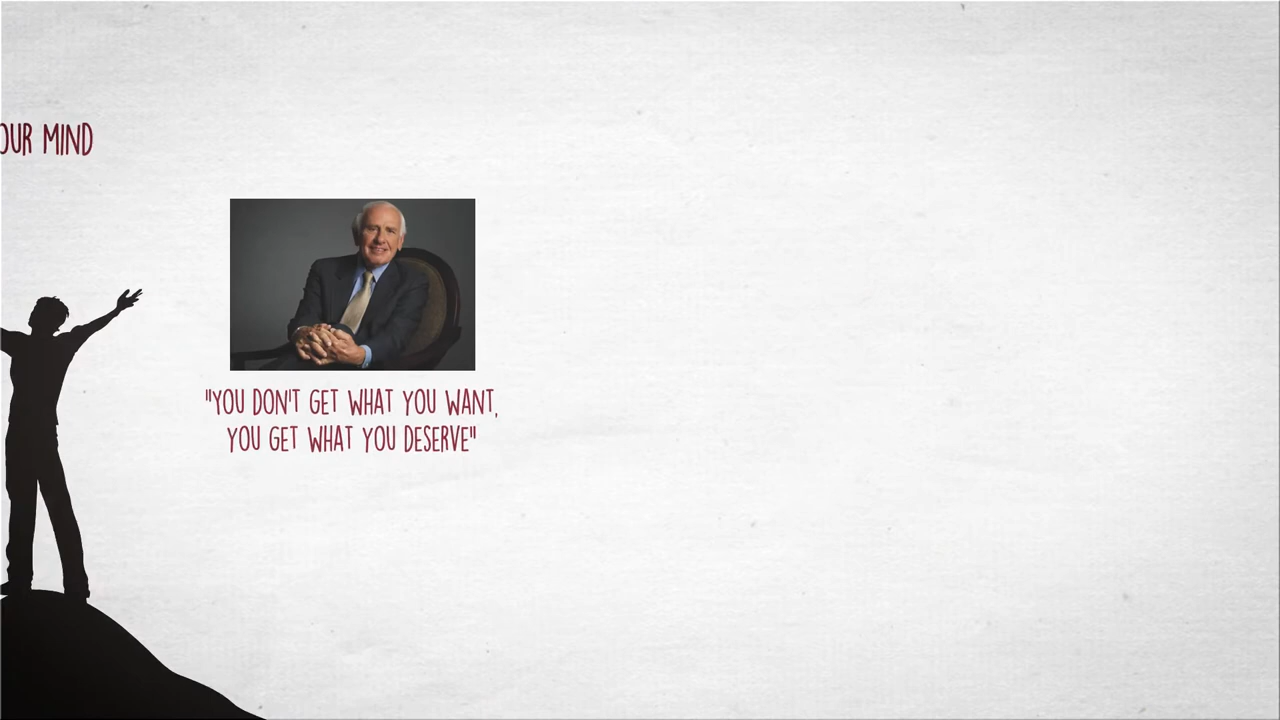 OUR MIND
"YOU DON'T GET WHAT YOU WANT,
YOU GET WHAT YOU DESERVE"